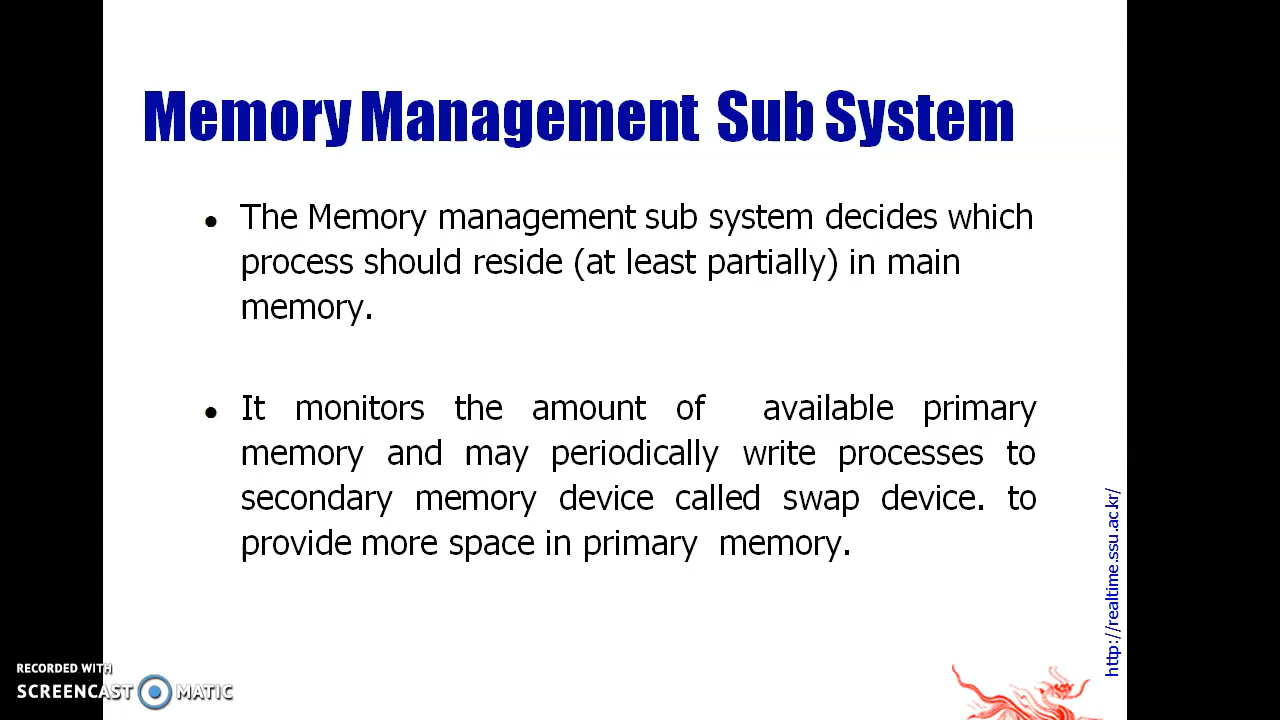 Memory Management Sub System
● The Memory management sub system decides which
process should reside (at least partially) in main
memory.
● It monitors the amount of available primary
memory and may periodically write processes to
secondary memory device called swap device. to
provide more space in primary memory.
http://realtime.ssu.ac.kr/
RECORDED WITH
SCREENCAST MATIC